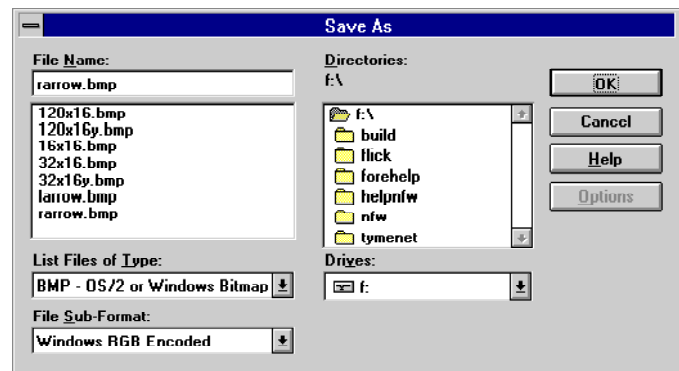 Save As
File Name:
rarrow.bmp
120x16.bmp
120x16y.bmp
16x16.bmp
32x16.bmp
32x16y.bmp
larrow.bmp
rarrow.bmp
List Files of Type:
BMP - OS/2 or Windows Bitmap
File Sub-Format:
Windows RGB Encoded
Directories:
f:\
f:\
build
flick
forehelp
helpnfw
nfw
tymenet
Drives:
f:
OK
Cancel
Help
Options